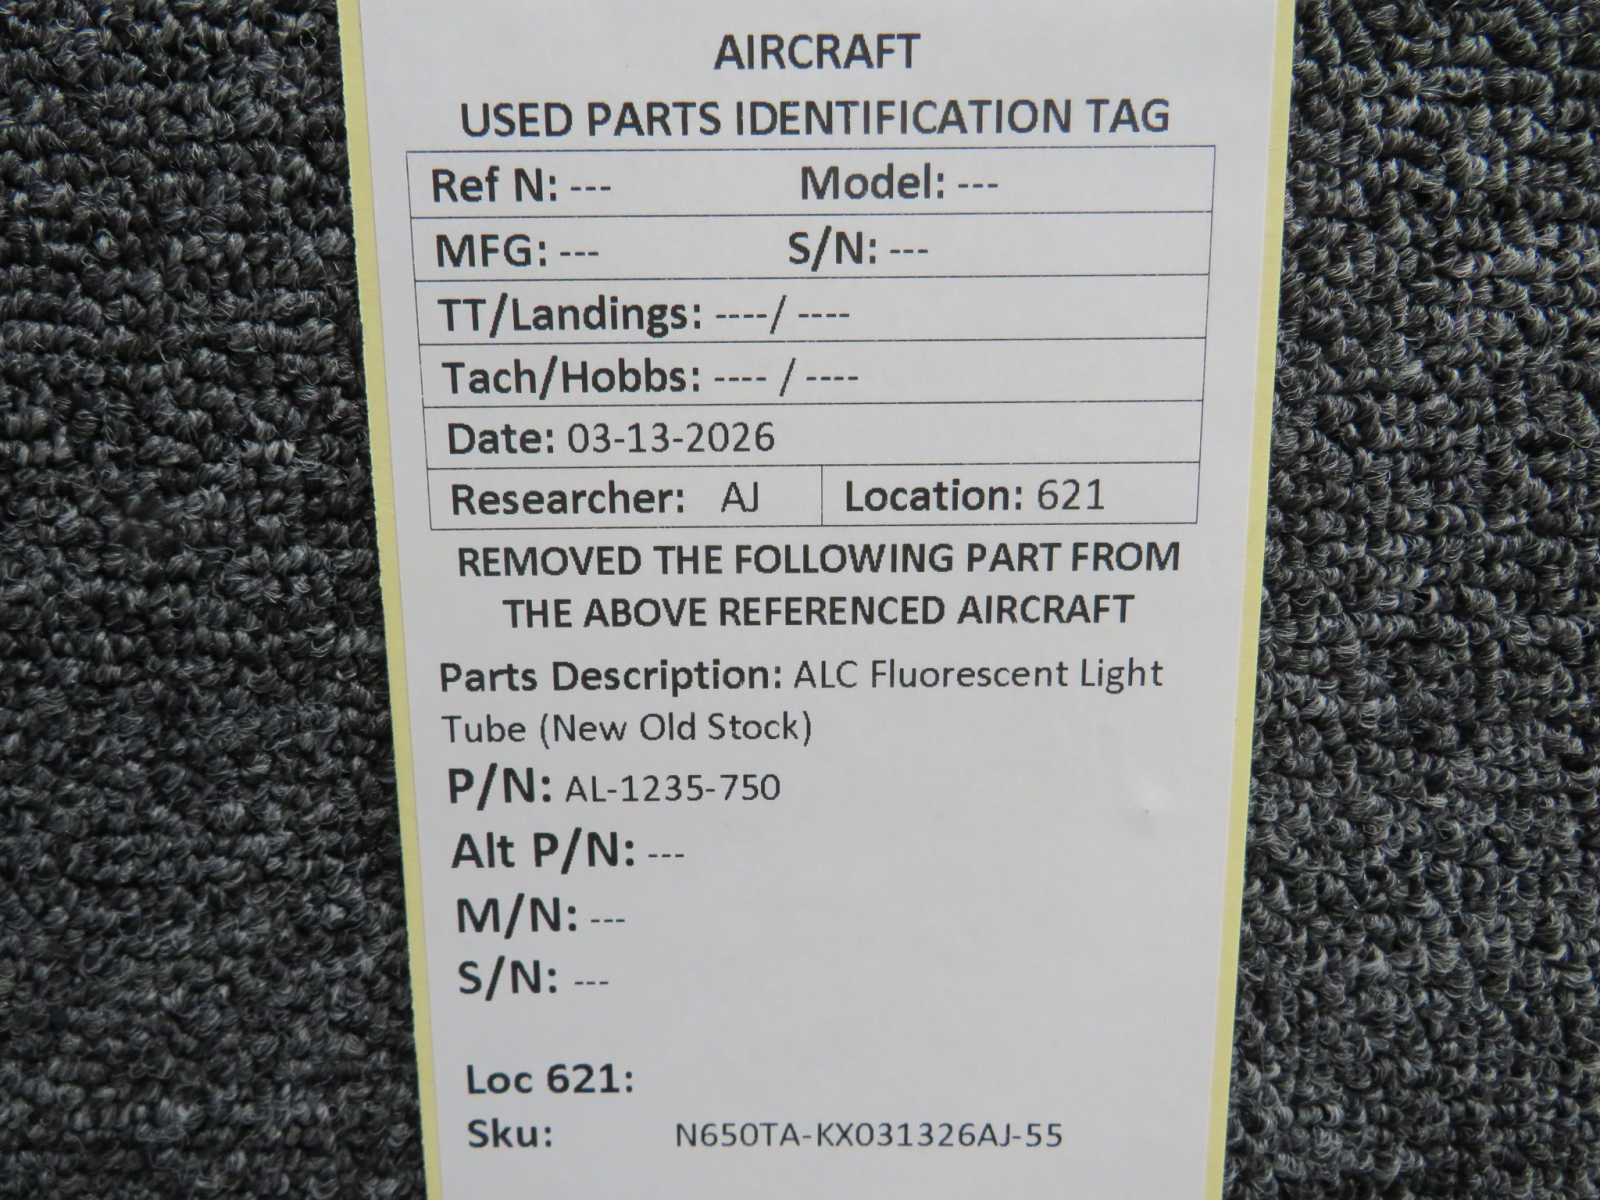 AIRCRAFT
USED PARTS IDENTIFICATION TAG
Ref N: --- Model: ---
MFG: --- S/N: ---
TT/Landings: ----/ ----
Tach/Hobbs: ---- / ----
Date: 03-13-2026
Researcher: AJ Location: 621
REMOVED THE FOLLOWING PART FROM
THE ABOVE REFERENCED AIRCRAFT
Parts Description: ALC Fluorescent Light
Tube (New Old Stock)
P/N: AL-1235-750
Alt P/N: ---
M/N: ---
S/N: ---
Loc 621:
Sku: N650TA-KX031326AJ-55